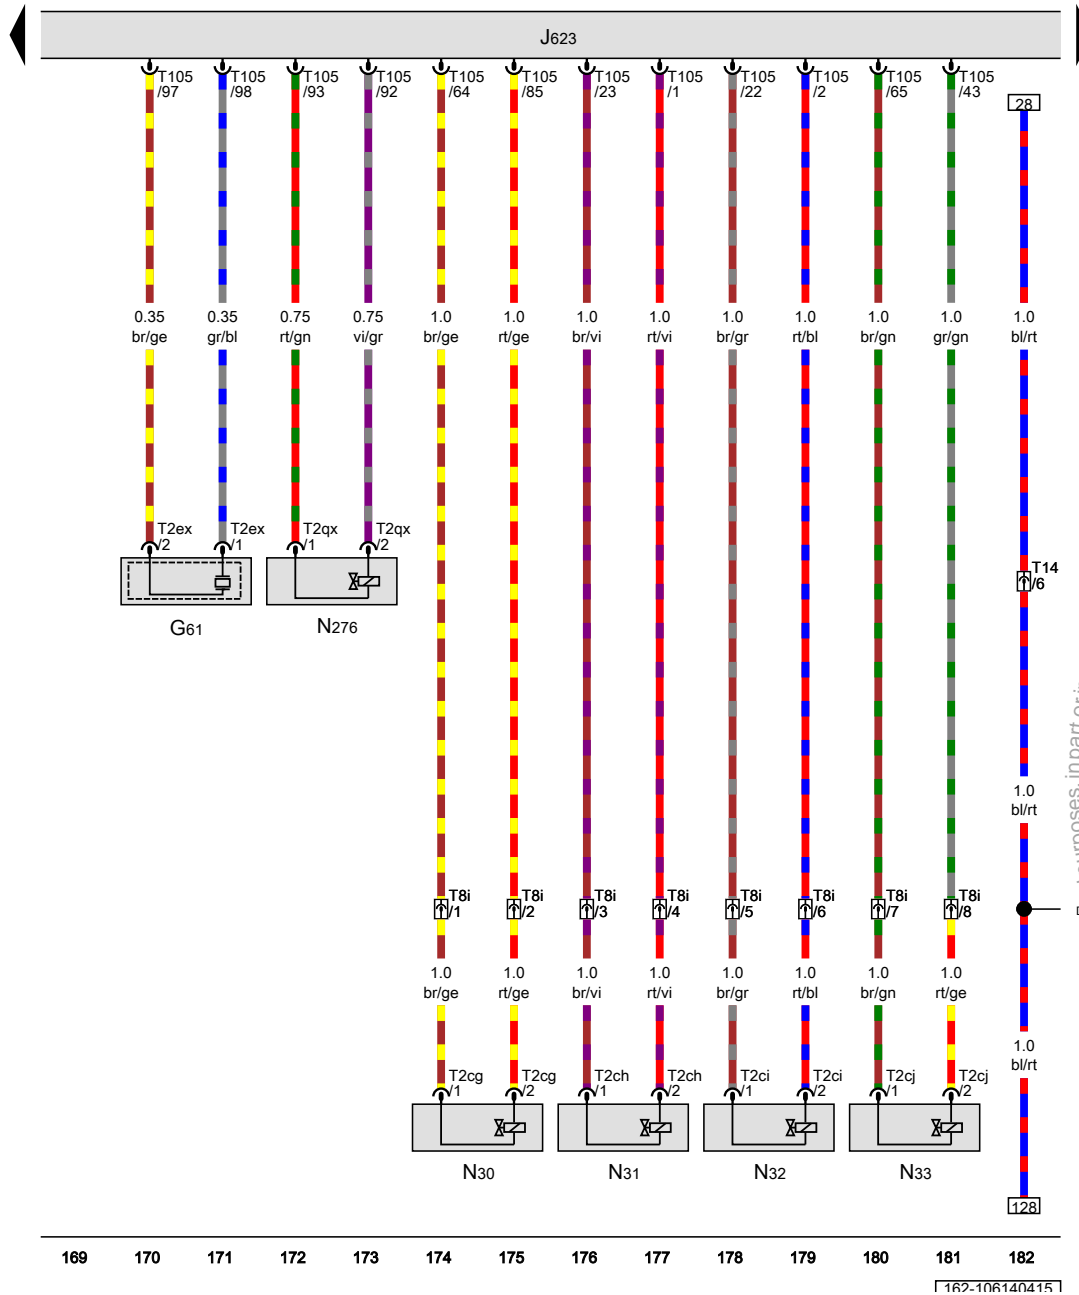 J623
T105 T105 T105 T105 T105 T105 T105 T105 T105 T105 T105 T105
/97 /98 /93 /92 /64 /85 /23 /1 /22 /2 /65 /43
28
0.35 0.35 0.75 0.75 1.0 1.0 1.0 1.0 1.0 1.0 1.0 1.0 1.0
br/ge gr/bl rt/gn vi/gr br/ge rt/ge br/vi rt/vi br/gr rt/bl br/gn gr/gn bl/rt
T2ex T2ex T2qx T2qx
/2 /1 /1 /2
T14
/6
G61 N276
purposes, in part or in
1.0
bl/rt
T8i T8i T8i T8i T8i T8i T8i T8i
/1 /2 /3 /4 /5 /6 /7 /8
1.0 1.0 1.0 1.0 1.0 1.0 1.0 1.0
br/ge rt/ge br/vi rt/vi br/gr rt/bl br/gn rt/ge
1.0
bl/rt
T2cg T2cg T2ch T2ch T2ci T2ci T2cj T2cj
/1 /2 /1 /2 /1 /2 /1 /2
N30 N31 N32 N33
128
169 170 171 172 173 174 175 176 177 178 179 180 181 182
162-106140415